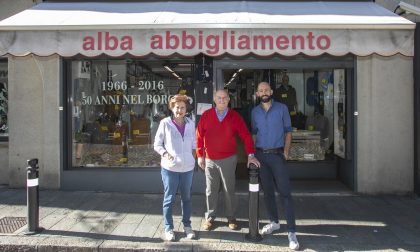 alba abbigliamento
1966 - 2016
50 ANNI NEL BORGO